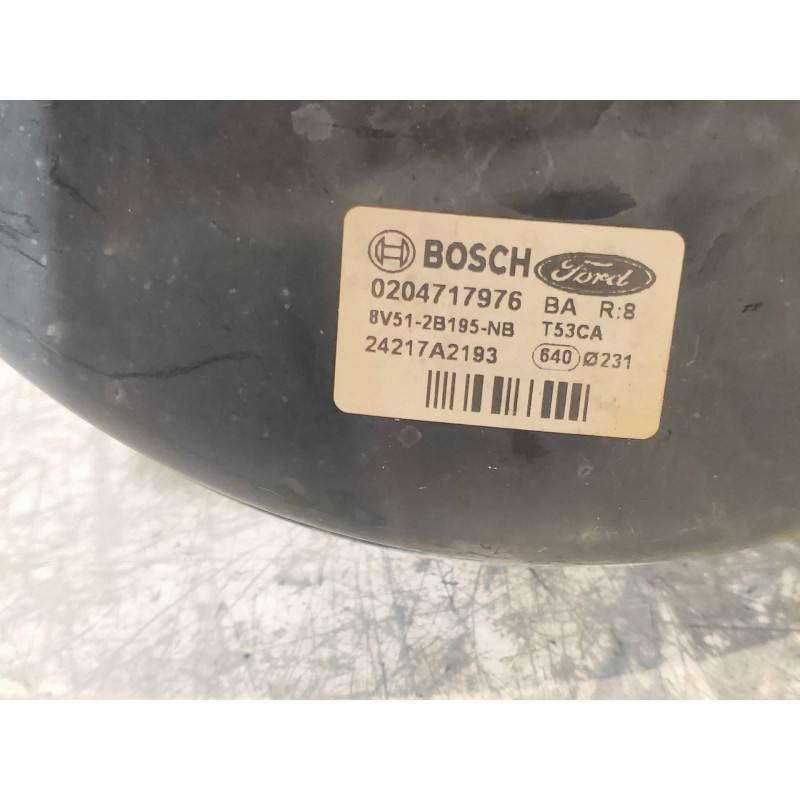 BOSCH Ford
0204717976 BA R:8
8V51-2B195-NB T53CA
24217A2193 640 Ø231